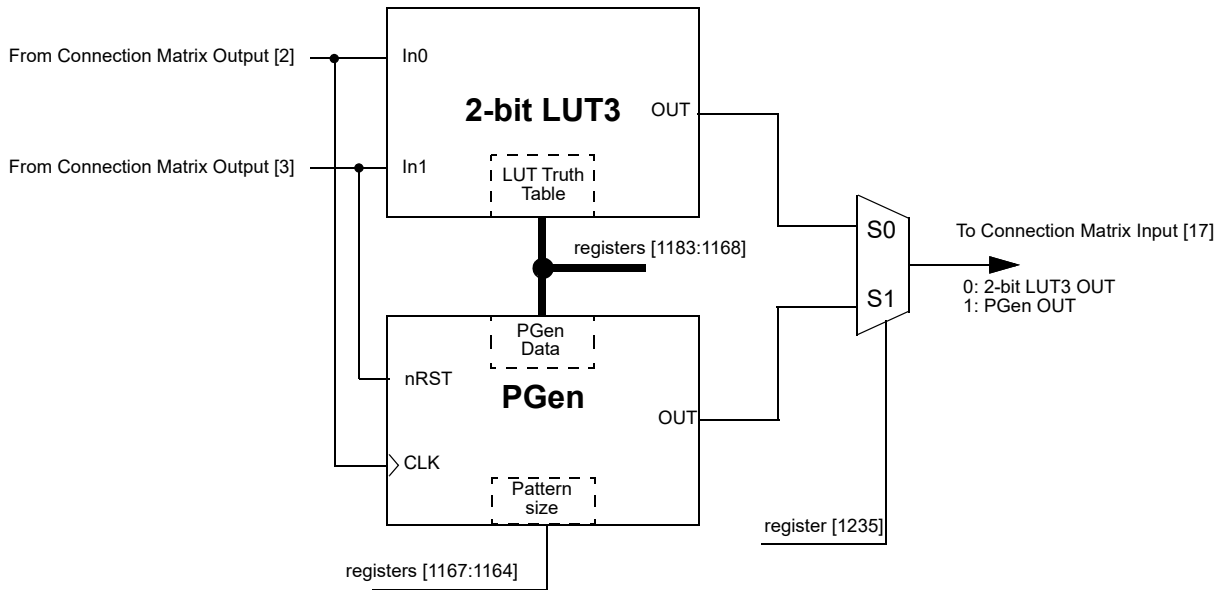 From Connection Matrix Output [2]
In0
2-bit LUT3
OUT
From Connection Matrix Output [3]
In1
LUT Truth
Table
S0
To Connection Matrix Input [17]
registers [1183:1168]
0: 2-bit LUT3 OUT
1: PGen OUT
S1
PGen
Data
nRST
PGen
OUT
CLK
Pattern
size
register [1235]
registers [1167:1164]